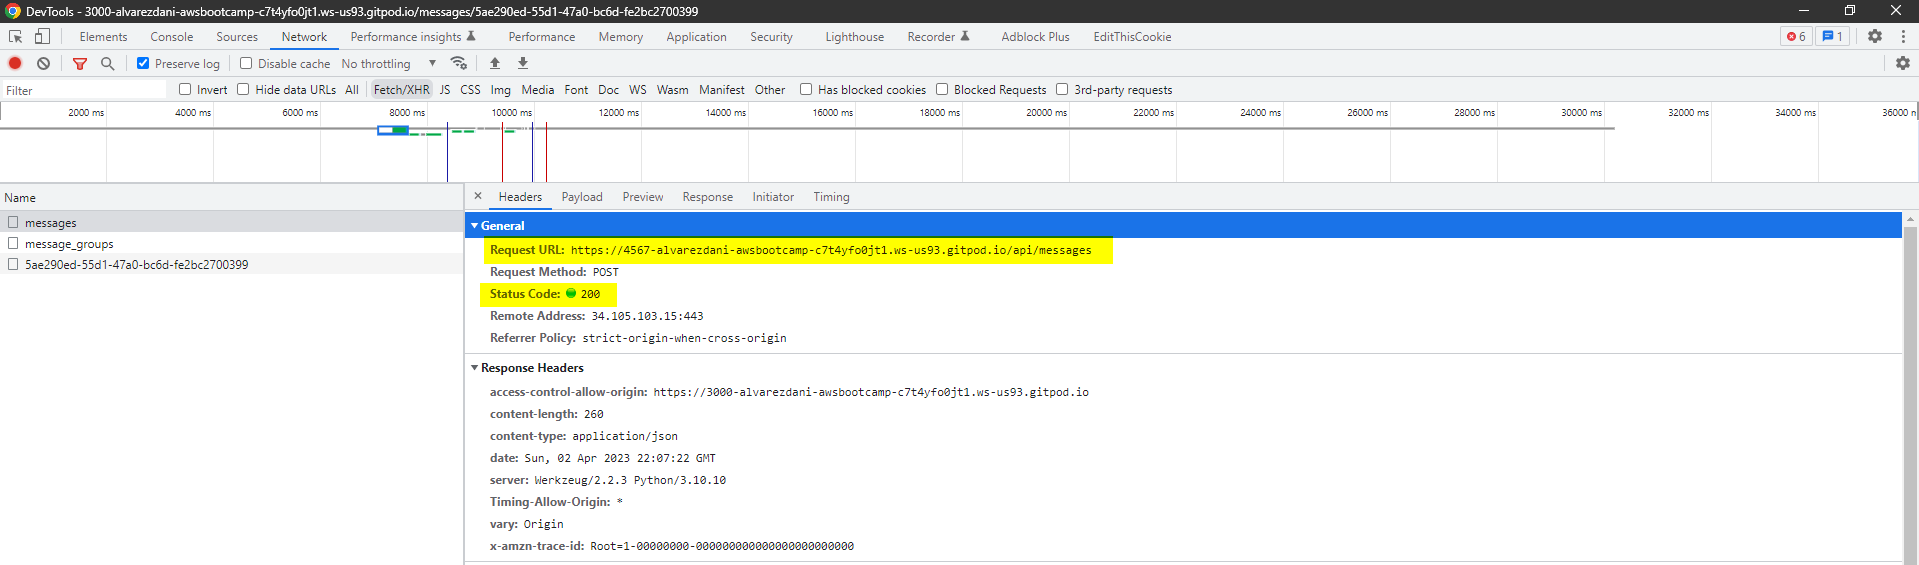 DevTools - 3000-alvarezdani-awsbootcamp-c7t4yfo0jt1.ws-us93.gitpod.io/messages/5ae290ed-55d1-47a0-bc6d-fe2bc2700399
Elements Console Sources Network Performance insights Performance Memory Application Security Lighthouse Recorder Adblock Plus EditThisCookie 6 1
Preserve log Disable cache No throttling
Filter Invert Hide data URLs All Fetch/XHR JS CSS Img Media Font Doc WS Wasm Manifest Other Has blocked cookies Blocked Requests 3rd-party requests
2000 ms 4000 ms 6000 ms 8000 ms 10000 ms 12000 ms 14000 ms 16000 ms 18000 ms 20000 ms 22000 ms 24000 ms 26000 ms 28000 ms 30000 ms 32000 ms 34000 ms 36000 n
Name
messages
message_groups
5ae290ed-55d1-47a0-bc6d-fe2bc2700399
× Headers Payload Preview Response Initiator Timing
General
Request URL: https://4567-alvarezdani-awsbootcamp-c7t4yfo0jt1.ws-us93.gitpod.io/api/messages
Request Method: POST
Status Code: 200
Remote Address: 34.105.103.15:443
Referrer Policy: strict-origin-when-cross-origin
Response Headers
access-control-allow-origin: https://3000-alvarezdani-awsbootcamp-c7t4yfo0jt1.ws-us93.gitpod.io
content-length: 260
content-type: application/json
date: Sun, 02 Apr 2023 22:07:22 GMT
server: Werkzeug/2.2.3 Python/3.10.10
Timing-Allow-Origin: *
vary: Origin
x-amzn-trace-id: Root=1-00000000-000000000000000000000000